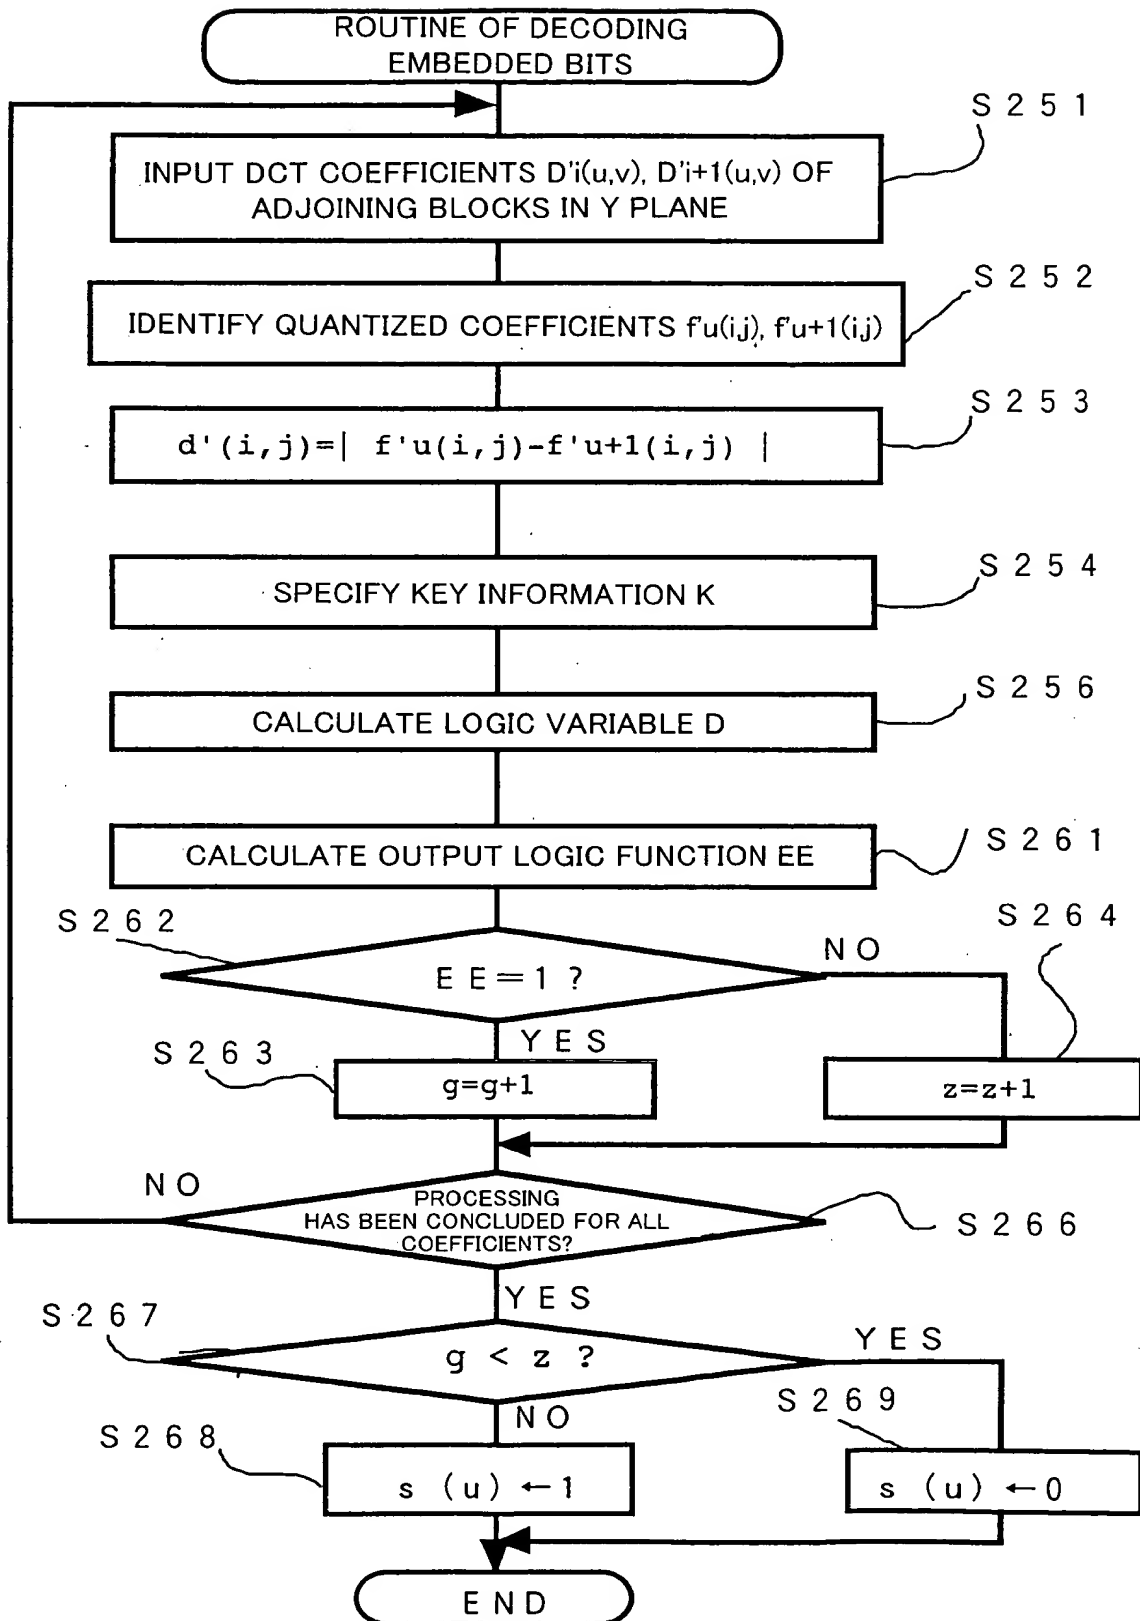 ROUTINE OF DECODING
EMBEDDED BITS
S251
INPUT DCT COEFFICIENTS D'i(u,v), D'i+1(u,v) OF
ADJOINING BLOCKS IN Y PLANE
S252
IDENTIFY QUANTIZED COEFFICIENTS f'u(i,j), f'u+1(i,j)
S253
d'(i,j)=| f'u(i,j)-f'u+1(i,j) |
S254
SPECIFY KEY INFORMATION K
S256
CALCULATE LOGIC VARIABLE D
S261
CALCULATE OUTPUT LOGIC FUNCTION EE
S262
S264
NO
EE=1 ?
YES
S263
g=g+1
z=z+1
NO
PROCESSING
HAS BEEN CONCLUDED FOR ALL
COEFFICIENTS?
S266
YES
S267
YES
g < z ?
S269
NO
S268
s (u) ←1
s (u) ←0
END